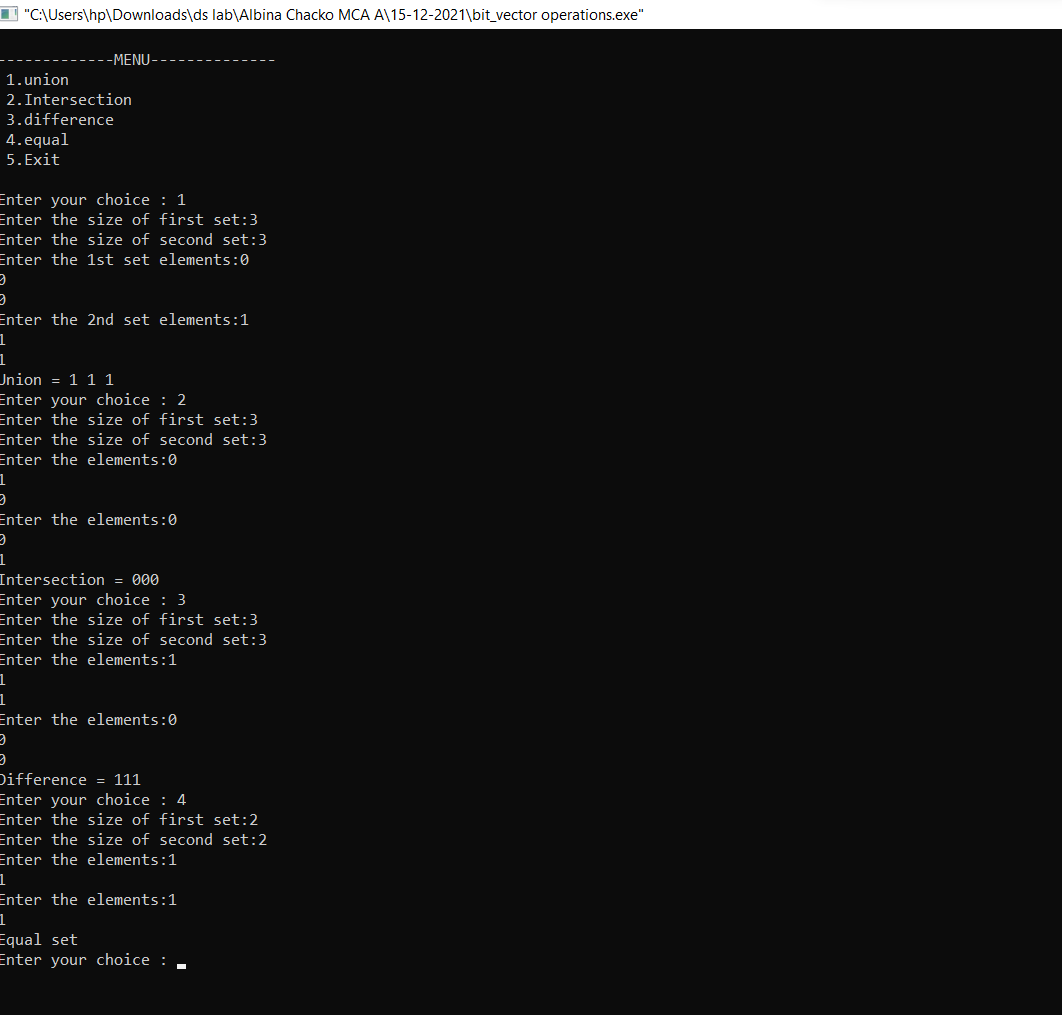 "C:\Users\hp\Downloads\ds lab\Albina Chacko MCA A\15-12-2021\bit_vector operations.exe"
-------------MENU--------------
1.union
2.Intersection
3.difference
4.equal
5.Exit
Enter your choice : 1
Enter the size of first set:3
Enter the size of second set:3
Enter the 1st set elements:0
0
0
Enter the 2nd set elements:1
1
1
Union = 1 1 1
Enter your choice : 2
Enter the size of first set:3
Enter the size of second set:3
Enter the elements:0
1
0
Enter the elements:0
0
1
Intersection = 000
Enter your choice : 3
Enter the size of first set:3
Enter the size of second set:3
Enter the elements:1
1
1
Enter the elements:0
0
0
Difference = 111
Enter your choice : 4
Enter the size of first set:2
Enter the size of second set:2
Enter the elements:1
1
Enter the elements:1
1
Equal set
Enter your choice :